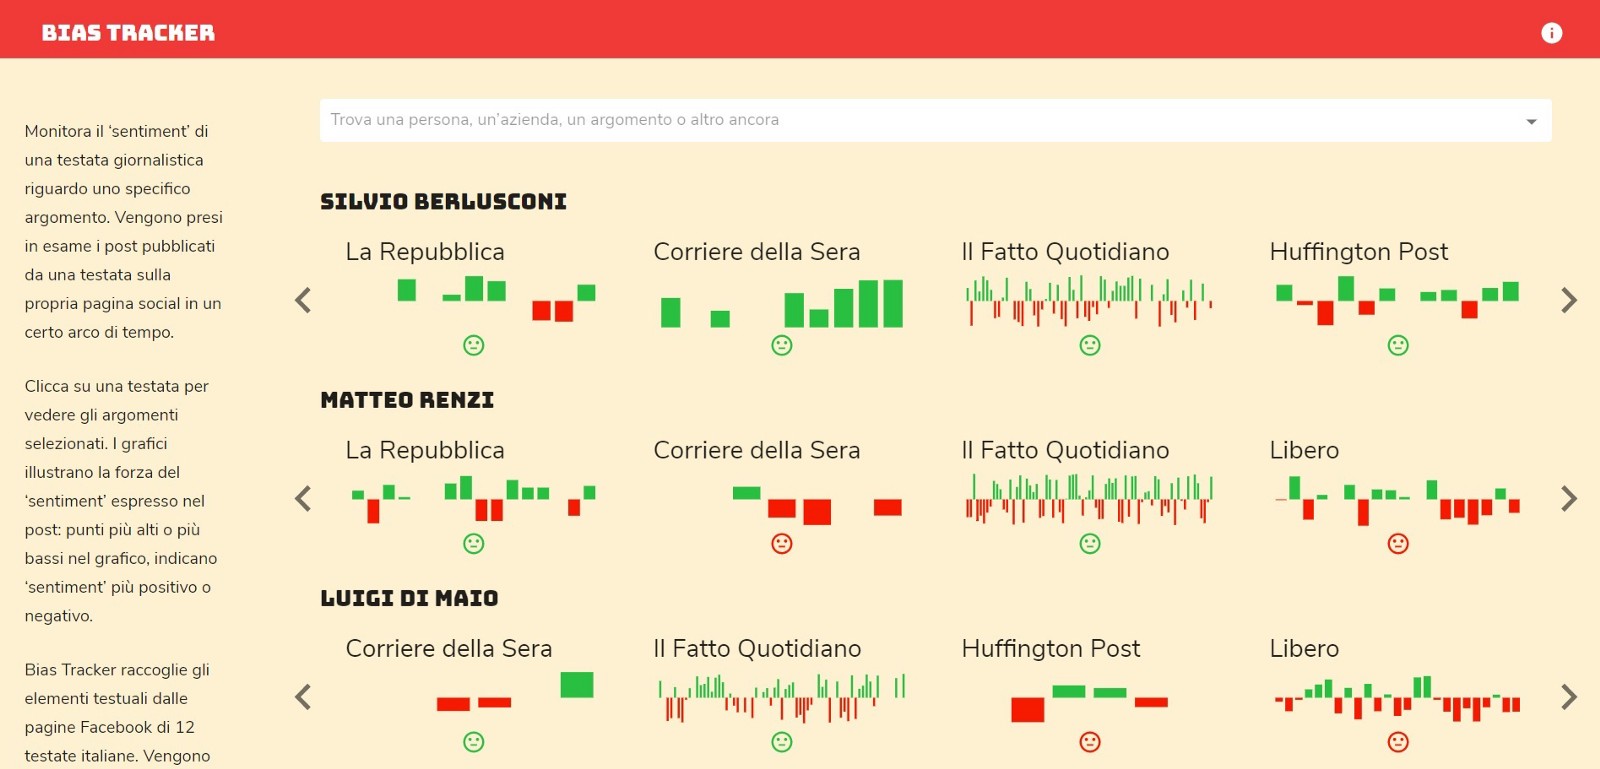 BIAS TRACKER
Monitora il ‘sentiment’ di
una testata giornalistica
riguardo uno specifico
argomento. Vengono presi
in esame i post pubblicati
da una testata sulla
propria pagina social in un
certo arco di tempo.
Clicca su una testata per
vedere gli argomenti
selezionati. I grafici
illustrano la forza del
‘sentiment’ espresso nel
post: punti più alti o più
bassi nel grafico, indicano
‘sentiment’ più positivo o
negativo.
Bias Tracker raccoglie gli
elementi testuali dalle
pagine Facebook di 12
testate italiane. Vengono
Trova una persona, un’azienda, un argomento o altro ancora
SILVIO BERLUSCONI
La Repubblica
Corriere della Sera
Il Fatto Quotidiano
Huffington Post
MATTEO RENZI
La Repubblica
Corriere della Sera
Il Fatto Quotidiano
Libero
LUIGI DI MAIO
Corriere della Sera
Il Fatto Quotidiano
Huffington Post
Libero